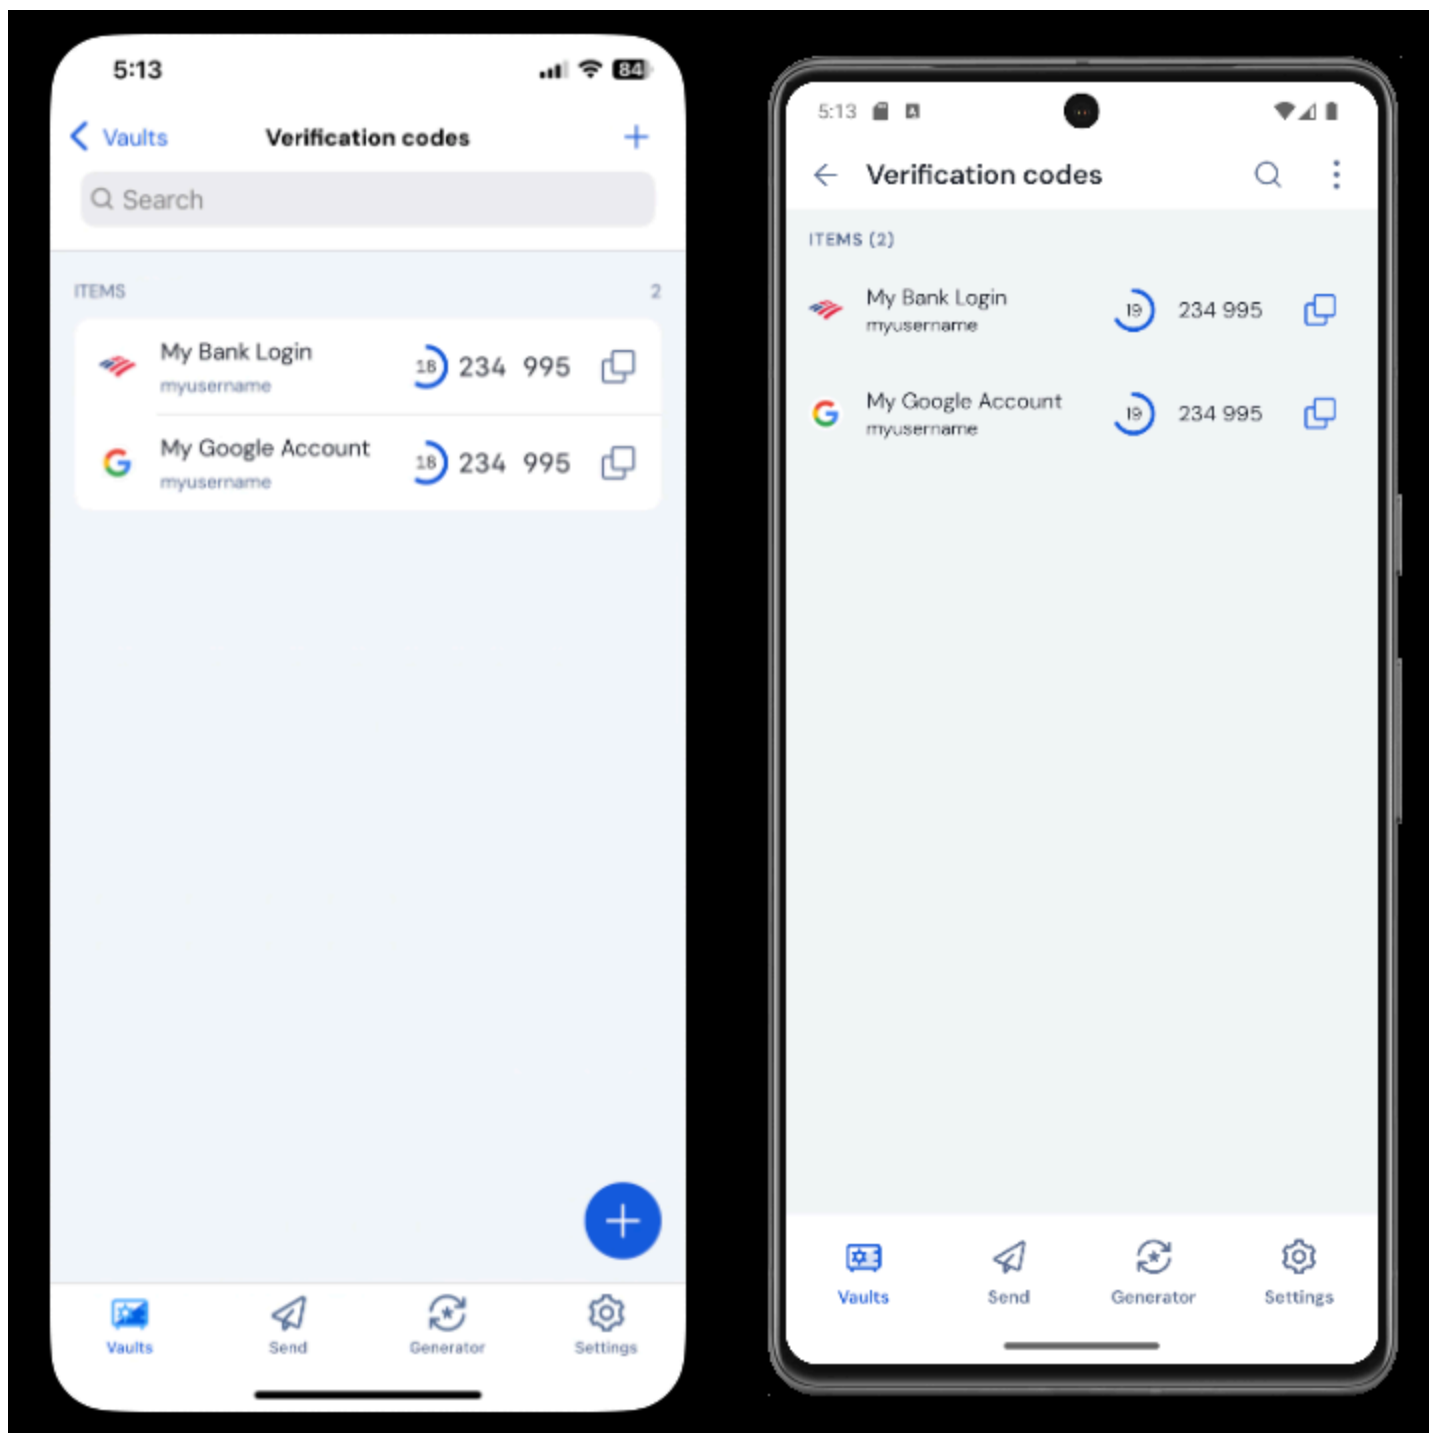 5:13
84
Vaults
Verification codes
Search
ITEMS 2
My Bank Login
myusername
18 234 995
My Google Account
myusername
18 234 995
Vaults Send Generator Settings
5:13
Verification codes
ITEMS (2)
My Bank Login
myusername
19 234 995
My Google Account
myusername
19 234 995
Vaults Send Generator Settings